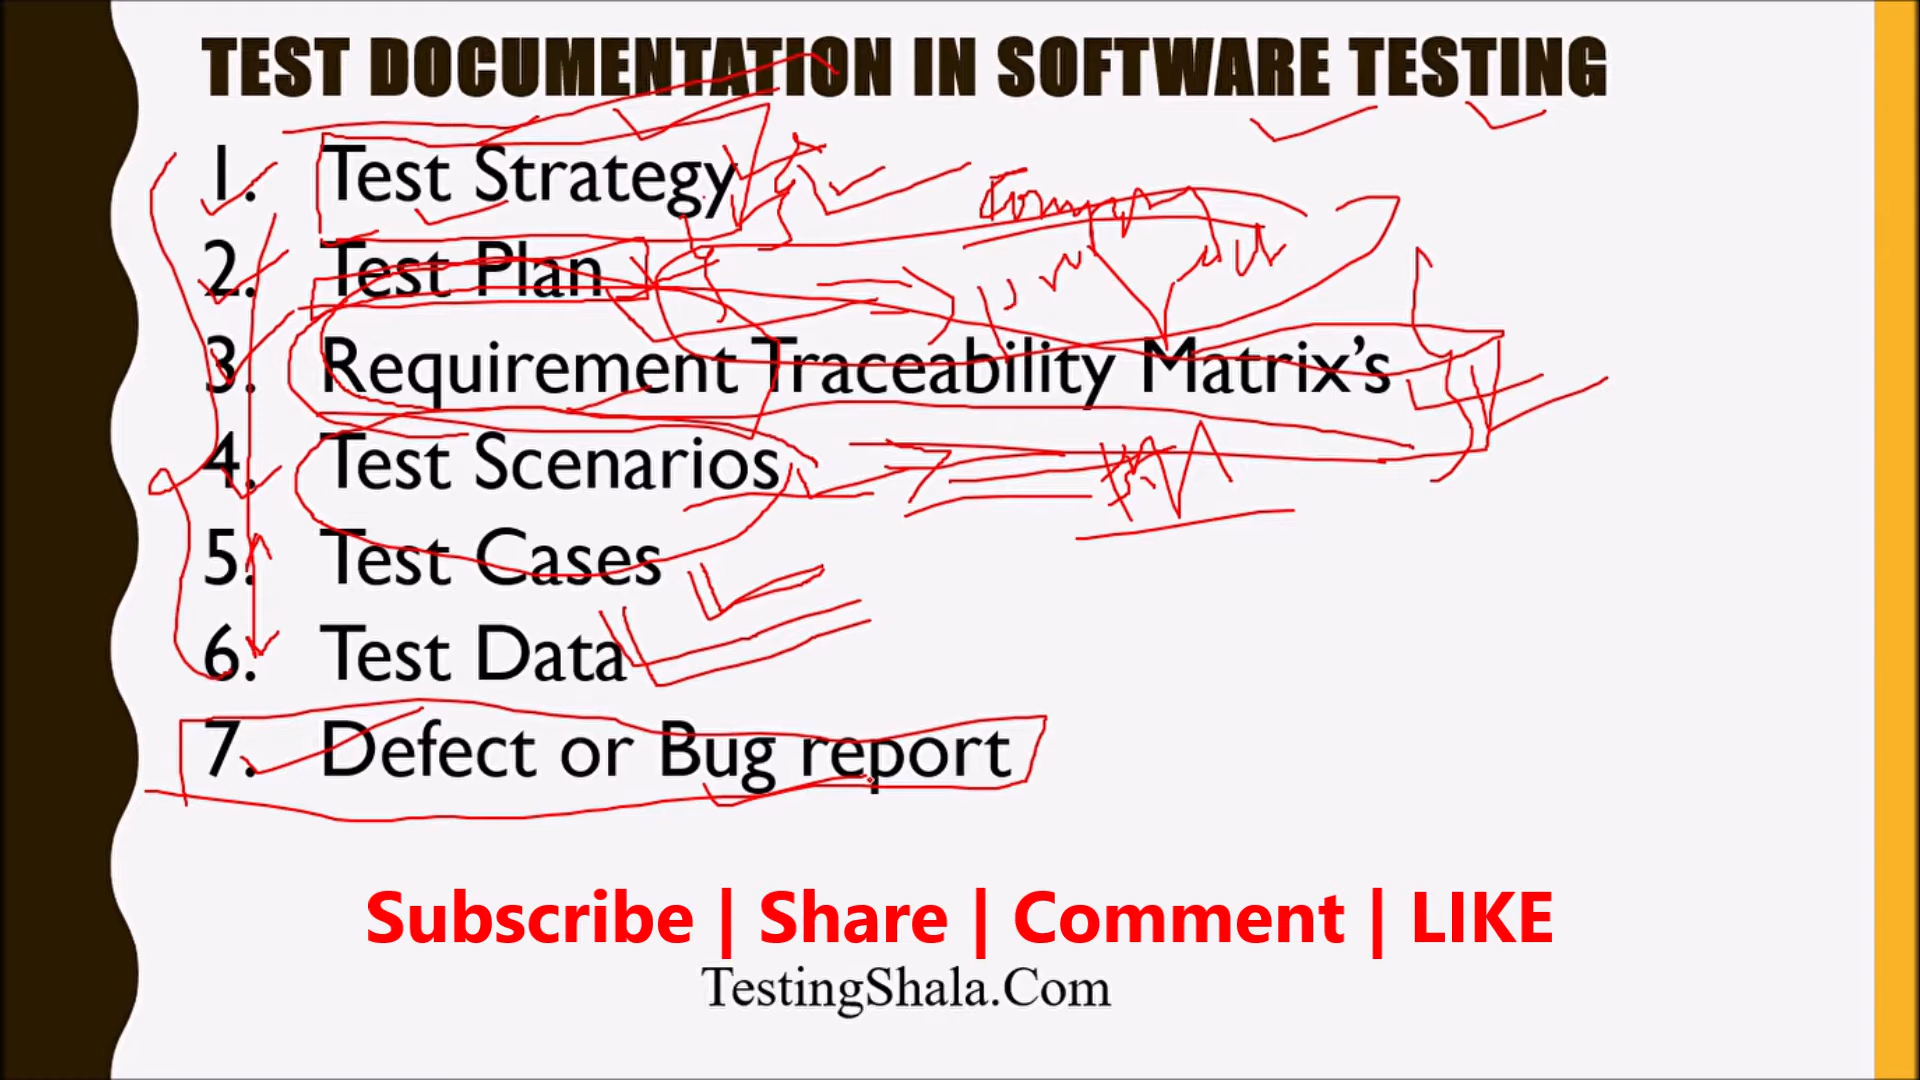 TEST DOCUMENTATION IN SOFTWARE TESTING
1. Test Strategy
2. Test Plan
3. Requirement Traceability Matrix's
4. Test Scenarios
5. Test Cases
6. Test Data
7. Defect or Bug report
Subscribe | Share | Comment | LIKE
TestingShala.Com